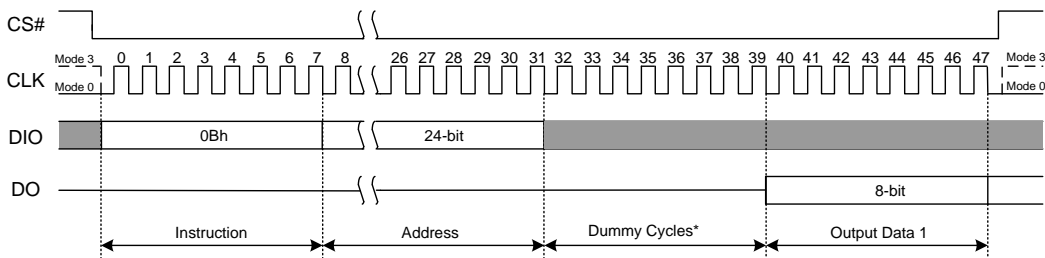 CS#
0 1 2 3 4 5 6 7 8 26 27 28 29 30 31 32 33 34 35 36 37 38 39 40 41 42 43 44 45 46 47
Mode 3 Mode 3
CLK
Mode 0 Mode 0
DIO 0Bh 24-bit
DO 8-bit
Instruction Address Dummy Cycles* Output Data 1